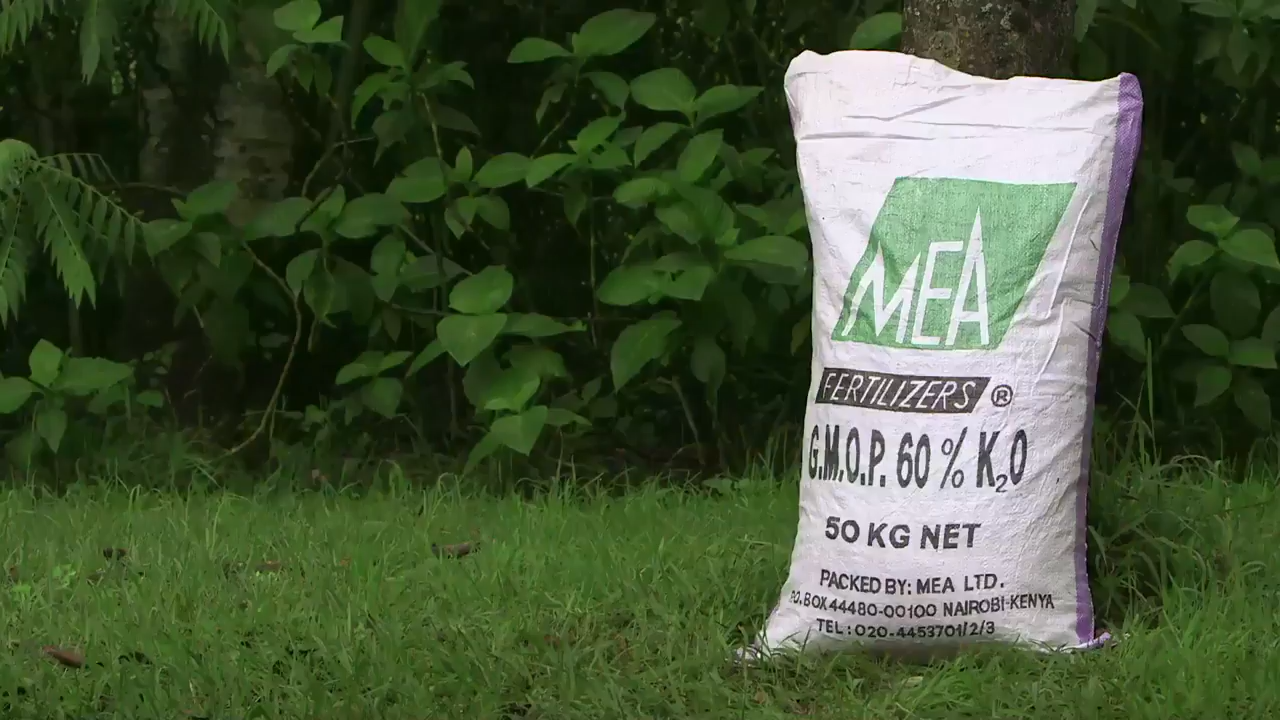 MEA
FERTILIZERS ®
G.M.O.P. 60 % K₂O
50 KG NET
PACKED BY: MEA LTD.
P.O. BOX 44480-00100 NAIROBI-KENYA
TEL : 020-4453701/2/3